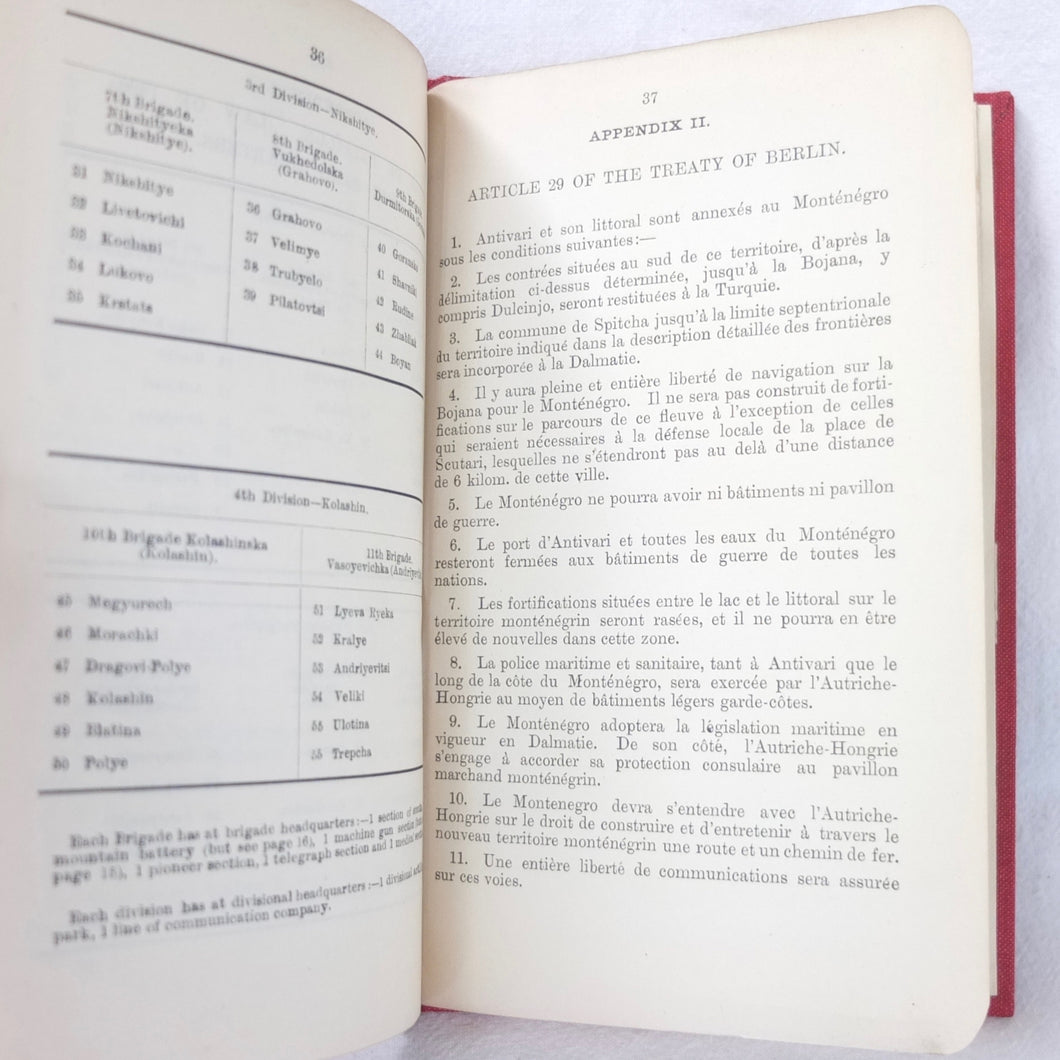 36
3rd Division—Nikshitye.
7th Brigade.
Nikshityeka
(Nikshitye).
8th Brigade.
Vukhedolska
(Grahovo).
9th Brigade
Durmitorska
31 Nikshitye
32 Livetovichi
33 Kochani
34 Lukovo
35 Krstats
36 Grahovo
37 Velimye
38 Trubyelo
39 Pilatovtsi
40 Goransko
41 Sharniki
42 Rudine
43 Zhabliak
44 Boyan
4th Division—Kolashin.
10th Brigade Kolashinska
(Kolashin).
11th Brigade.
Vasoyevichka
45 Megyurech
46 Morachki
47 Dragovi-Polye
48 Kolashin
49 Blatina
50 Polye
51 Lyeva Ryeka
52 Kralye
53 Andriyevitsi
54 Veliki
55 Ulotina
55 Trepcha
Each Brigade has at brigade headquarters:—1 section of
mountain battery (but see page 16), 1 machine gun section
page 15), 1 pioneer section, 1 telegraph section and 1
Each division has at divisional headquarters:—1 divisional
park, 1 line of communication company.
37
APPENDIX II.
ARTICLE 29 OF THE TREATY OF BERLIN.
1. Antivari et son littoral sont annexés au Monténégro
sous les conditions suivantes:—
2. Les contrées situées au sud de ce territoire, d'après la
délimitation ci-dessus déterminée, jusqu'à la Bojana, y
compris Dulcinjo, seront restituées à la Turquie.
3. La commune de Spitcha jusqu'à la limite septentrionale
du territoire indiqué dans la description détaillée des frontières
sera incorporée à la Dalmatie.
4. Il y aura pleine et entière liberté de navigation sur la
Bojana pour le Monténégro. Il ne sera pas construit de forti-
fications sur le parcours de ce fleuve à l'exception de celles
qui seraient nécessaires à la défense locale de la place de
Scutari, lesquelles ne s'étendront pas au delà d'une distance
de 6 kilom. de cette ville.
5. Le Monténégro ne pourra avoir ni bâtiments ni pavillon
de guerre.
6. Le port d'Antivari et toutes les eaux du Monténégro
resteront fermées aux bâtiments de guerre de toutes les
nations.
7. Les fortifications situées entre le lac et le littoral sur le
territoire monténégrin seront rasées, et il ne pourra en être
élevé de nouvelles dans cette zone.
8. La police maritime et sanitaire, tant à Antivari que le
long de la côte du Monténégro, sera exercée par l'Autriche-
Hongrie au moyen de bâtiments légers garde-côtes.
9. Le Monténégro adoptera la législation maritime en
vigueur en Dalmatie. De son côté, l'Autriche-Hongrie
s'engage à accorder sa protection consulaire au pavillon
marchand monténégrin.
10. Le Montenegro devra s'entendre avec l'Autriche-
Hongrie sur le droit de construire et d'entretenir à travers le
nouveau territoire monténégrin une route et un chemin de fer.
11. Une entière liberté de communications sera assurée
sur ces voies.